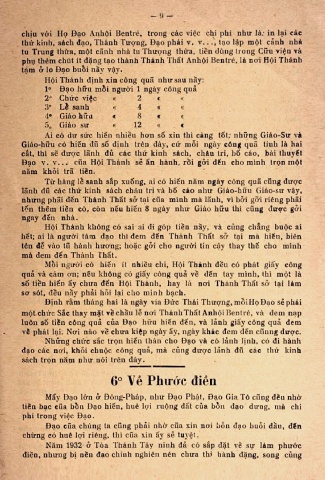 — 9 —
chịu với Họ Đạo Anhội Bentré, trong các việc chi phí như là: in lại các
thứ kinh, sách đạo, Thánh Tượng, Đạo phái v. v..., tạo lập một cảnh nhà
tu Trung thừa, một cảnh nhà tu Thượng thừa, tiền dùng trong Cứu viện và
phụ thêm chút ít đặng tạo thành Thánh Thất Anhội Bentré, là nơi Hội Thánh
tạm ở lo Đạo buổi nầy vậy.
Hội Thánh định xin công quả như sau nầy:
1º Đạo hữu mỗi người 1 ngày công quả
2º Chức việc « 2 « «
3º Lễ sanh « 4 « «
4º Giáo hữu « 8 « «
5, Giáo sư « 12 « «
Ai có dư sức hiến nhiều hơn số xin thì càng tốt; những Giáo-Sư và
Giáo-hữu có hiến đủ số định trên đây, cứ mỗi ngày công quả tính là hai
cắt, thì sẽ được lãnh đủ các thứ kinh sách, châu tri, bố cáo, bài thuyết
Đạo v. v... của Hội Thánh sẽ ấn hành, rồi gởi đến cho mình trọn một
năm khỏi trả tiền.
Từ hàng lễ sanh sắp xuống, ai có hiến năm ngày công quả cũng được
lãnh đủ các thứ kinh sách châu tri và bố cáo như Giáo-hữu Giáo-sư vậy,
nhưng phải đến Thánh Thất sở tại của mình mà lãnh, vì bởi gởi riêng phải
tốn thêm tiền cò, còn nếu hiến 8 ngày như Giáo hữu thì cũng được gởi
ngay đến nhà.
Hội Thánh không có sai ai đi góp tiền nầy, và cũng chẳng buộc ai
hết; ai là người tâm đạo thì đem đến Thánh Thất sở tại mà hiến, biên
tên để vào tũ hành hương; hoặc gởi cho người tin cậy thay thế cho mình
mà đem đến Thánh Thất.
Mỗi người có hiến ít nhiều chi, Hội Thánh đều có phát giấy công
quả và cám ơn; nếu không có giấy công quả về đến tay mình, thì một là
số tiền hiến ấy chưa đến Hội Thánh, hay là nơi Thánh Thất sở tại làm
sơ sót, đều nầy phải hỏi lại cho minh bạch.
Định rằm tháng hai là ngày vía Đức Thái Thượng, mỗi Họ Đạo sẽ phái
một chức Sắc thay mặt về chầu lễ nơi Thánh Thất Anhội Bentré, và đem nạp
luôn số tiền công quả của Đạo hữu hiến đến, và lãnh giấy công quả đem
về phát lại. Nơi nào về chưa kịp ngày ấy, ngày khác đem đến cũng được.
Những chức sắc trọn hiến thân cho Đạo và có lãnh lịnh, có đi hành
đạo các nơi, khỏi chuộc công quả, mà cũng được lãnh đủ các thứ kinh
sách trọn năm như nói trên đây.
6º Về Phước điền
Mấy Đạo lớn ở Đông-Pháp, như Đạo Phật, Đạo Gia Tô cũng đều nhờ
tiền bạc của bổn Đạo hiến, huê lợi ruộng đất của bổn đạo dưng, mà chi
phí trong việc Đạo.
Đạo của chúng ta cũng phải nhờ của xin nơi bổn đạo buổi đầu, đến
chừng có huê lợi riêng, thì của xin ấy sẽ tuyệt.
Năm 1932 ở Tòa Thánh Tây ninh đã có sắp đặt về sự làm phước
điền, nhưng bị nền đạo chinh nghiên nên chưa thi hành đặng, song cũng